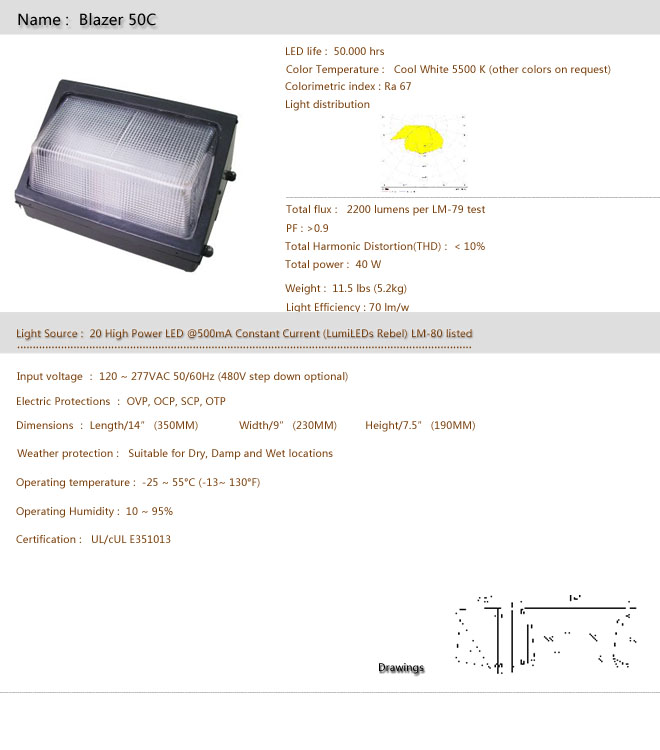 Name : Blazer 50C
LED life : 50.000 hrs
Color Temperature : Cool White 5500 K (other colors on request)
Colorimetric index : Ra 67
Light distribution
Total flux : 2200 lumens per LM-79 test
PF : >0.9
Total Harmonic Distortion(THD) : < 10%
Total power : 40 W
Weight : 11.5 lbs (5.2kg)
Light Efficiency : 70 lm/w
Light Source : 20 High Power LED @500mA Constant Current (LumiLEDs Rebel) LM-80 listed
Input voltage : 120 ~ 277VAC 50/60Hz (480V step down optional)
Electric Protections : OVP, OCP, SCP, OTP
Dimensions : Length/14” (350MM) Width/9” (230MM) Height/7.5” (190MM)
Weather protection : Suitable for Dry, Damp and Wet locations
Operating temperature : -25 ~ 55°C (-13~ 130°F)
Operating Humidity : 10 ~ 95%
Certification : UL/cUL E351013
Drawings